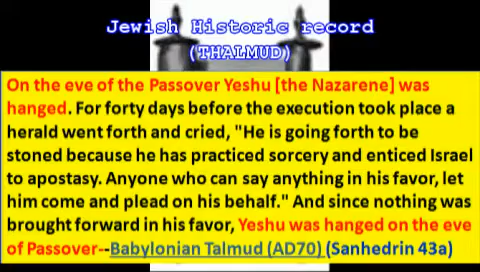 Jewish Historic record
(THALMUD)
On the eve of the Passover Yeshu [the Nazarene] was
hanged. For forty days before the execution took place a
herald went forth and cried, "He is going forth to be
stoned because he has practiced sorcery and enticed Israel
to apostasy. Anyone who can say anything in his favor, let
him come and plead on his behalf." And since nothing was
brought forward in his favor, Yeshu was hanged on the eve
of Passover--Babylonian Talmud (AD70) (Sanhedrin 43a)